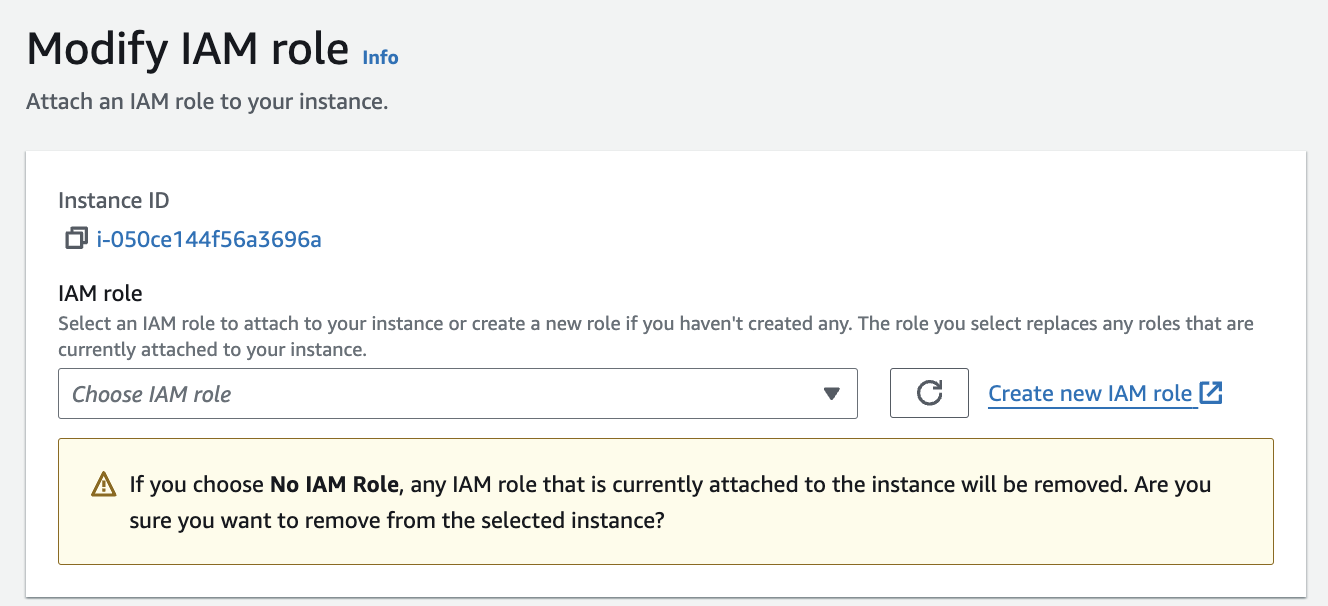 Modify IAM role Info
Attach an IAM role to your instance.
Instance ID
i-050ce144f56a3696a
IAM role
Select an IAM role to attach to your instance or create a new role if you haven't created any. The role you select replaces any roles that are
currently attached to your instance.
Choose IAM role
Create new IAM role
If you choose No IAM Role, any IAM role that is currently attached to the instance will be removed. Are you
sure you want to remove from the selected instance?